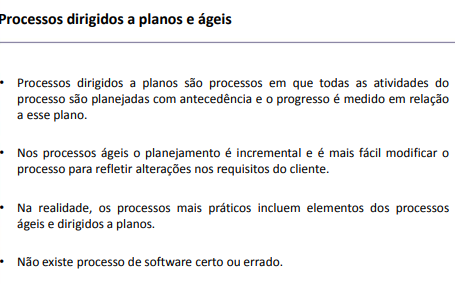 Processos dirigidos a planos e ágeis
• Processos dirigidos a planos são processos em que todas as atividades do
processo são planejadas com antecedência e o progresso é medido em relação
a esse plano.
• Nos processos ágeis o planejamento é incremental e é mais fácil modificar o
processo para refletir alterações nos requisitos do cliente.
• Na realidade, os processos mais práticos incluem elementos dos processos
ágeis e dirigidos a planos.
• Não existe processo de software certo ou errado.